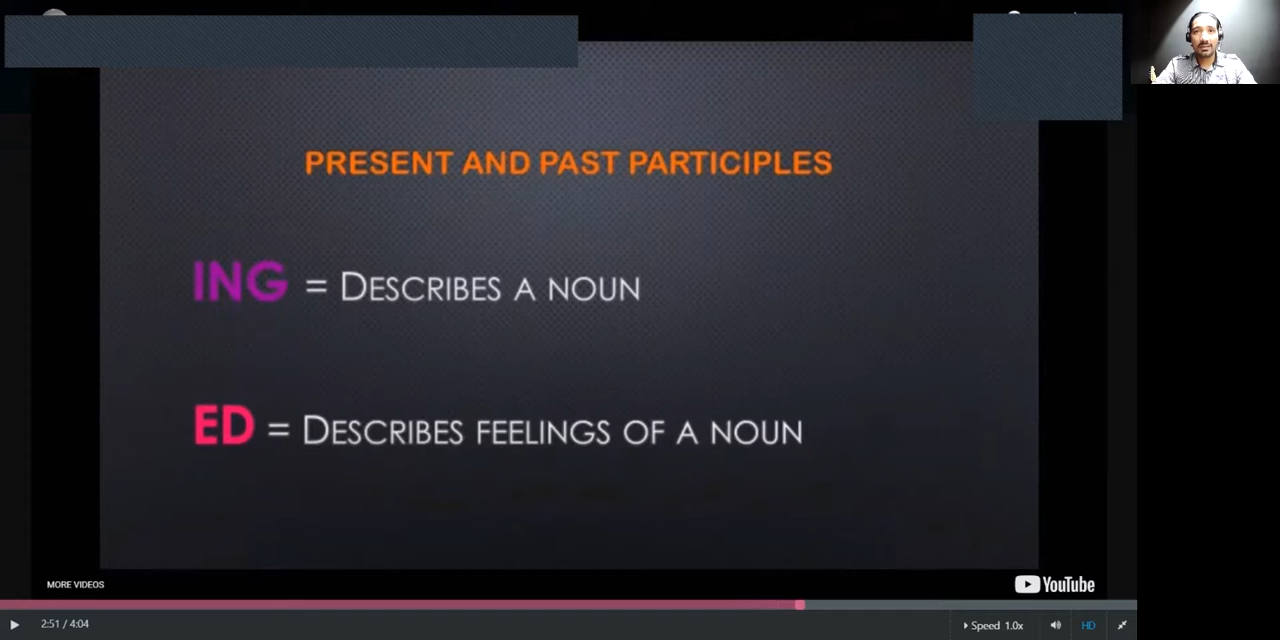 PRESENT AND PAST PARTICIPLES
ING = DESCRIBES A NOUN
ED = DESCRIBES FEELINGS OF A NOUN
MORE VIDEOS
YouTube
2:51 / 4:04
Speed 1.0x
HD